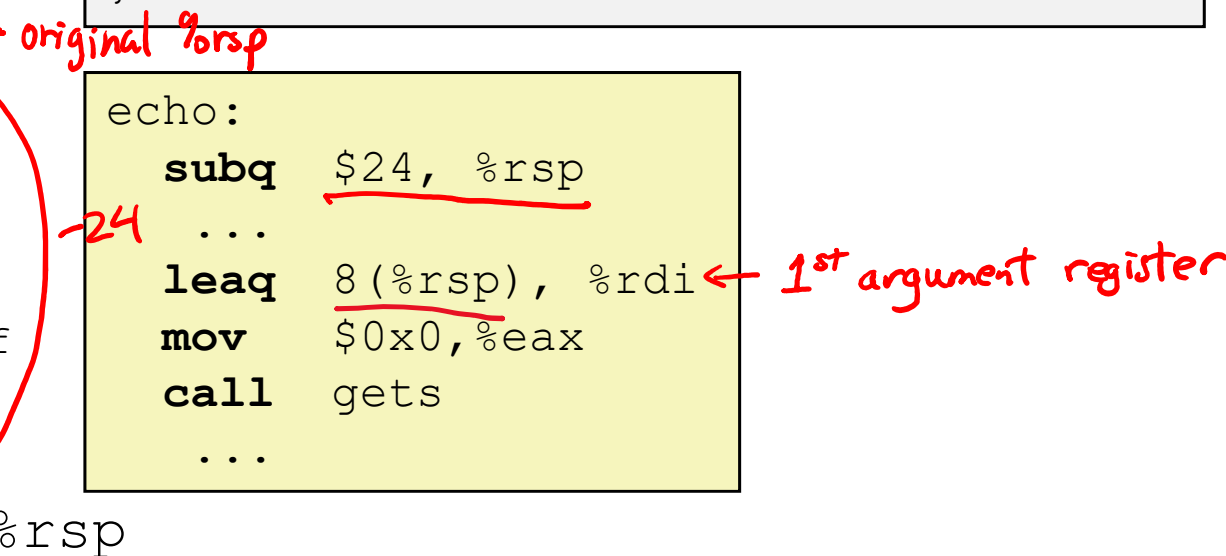 original %rsp
echo:
subq $24, %rsp
-24
...
leaq 8(%rsp), %rdi ← 1st argument register
mov $0x0,%eax
f
call gets
...
%rsp